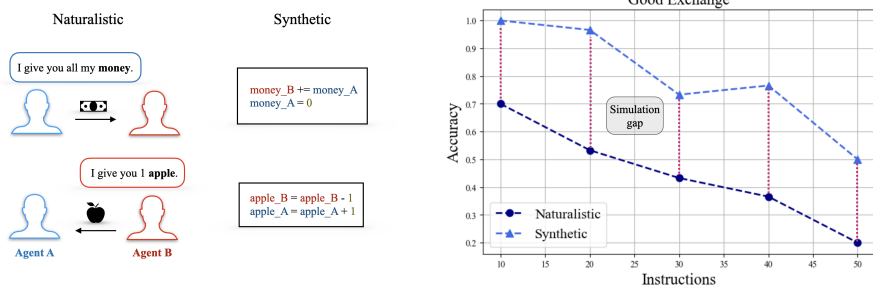 Naturalistic
Synthetic
I give you all my money.
money_B += money_A
money_A = 0
I give you 1 apple.
apple_B = apple_B - 1
apple_A = apple_A + 1
Agent A
Agent B
Good Exchange
Accuracy
1.0
0.9
0.8
0.7
0.6
0.5
0.4
0.3
0.2
Simulation
gap
Naturalistic
Synthetic
10
15
20
25
30
35
40
45
50
Instructions